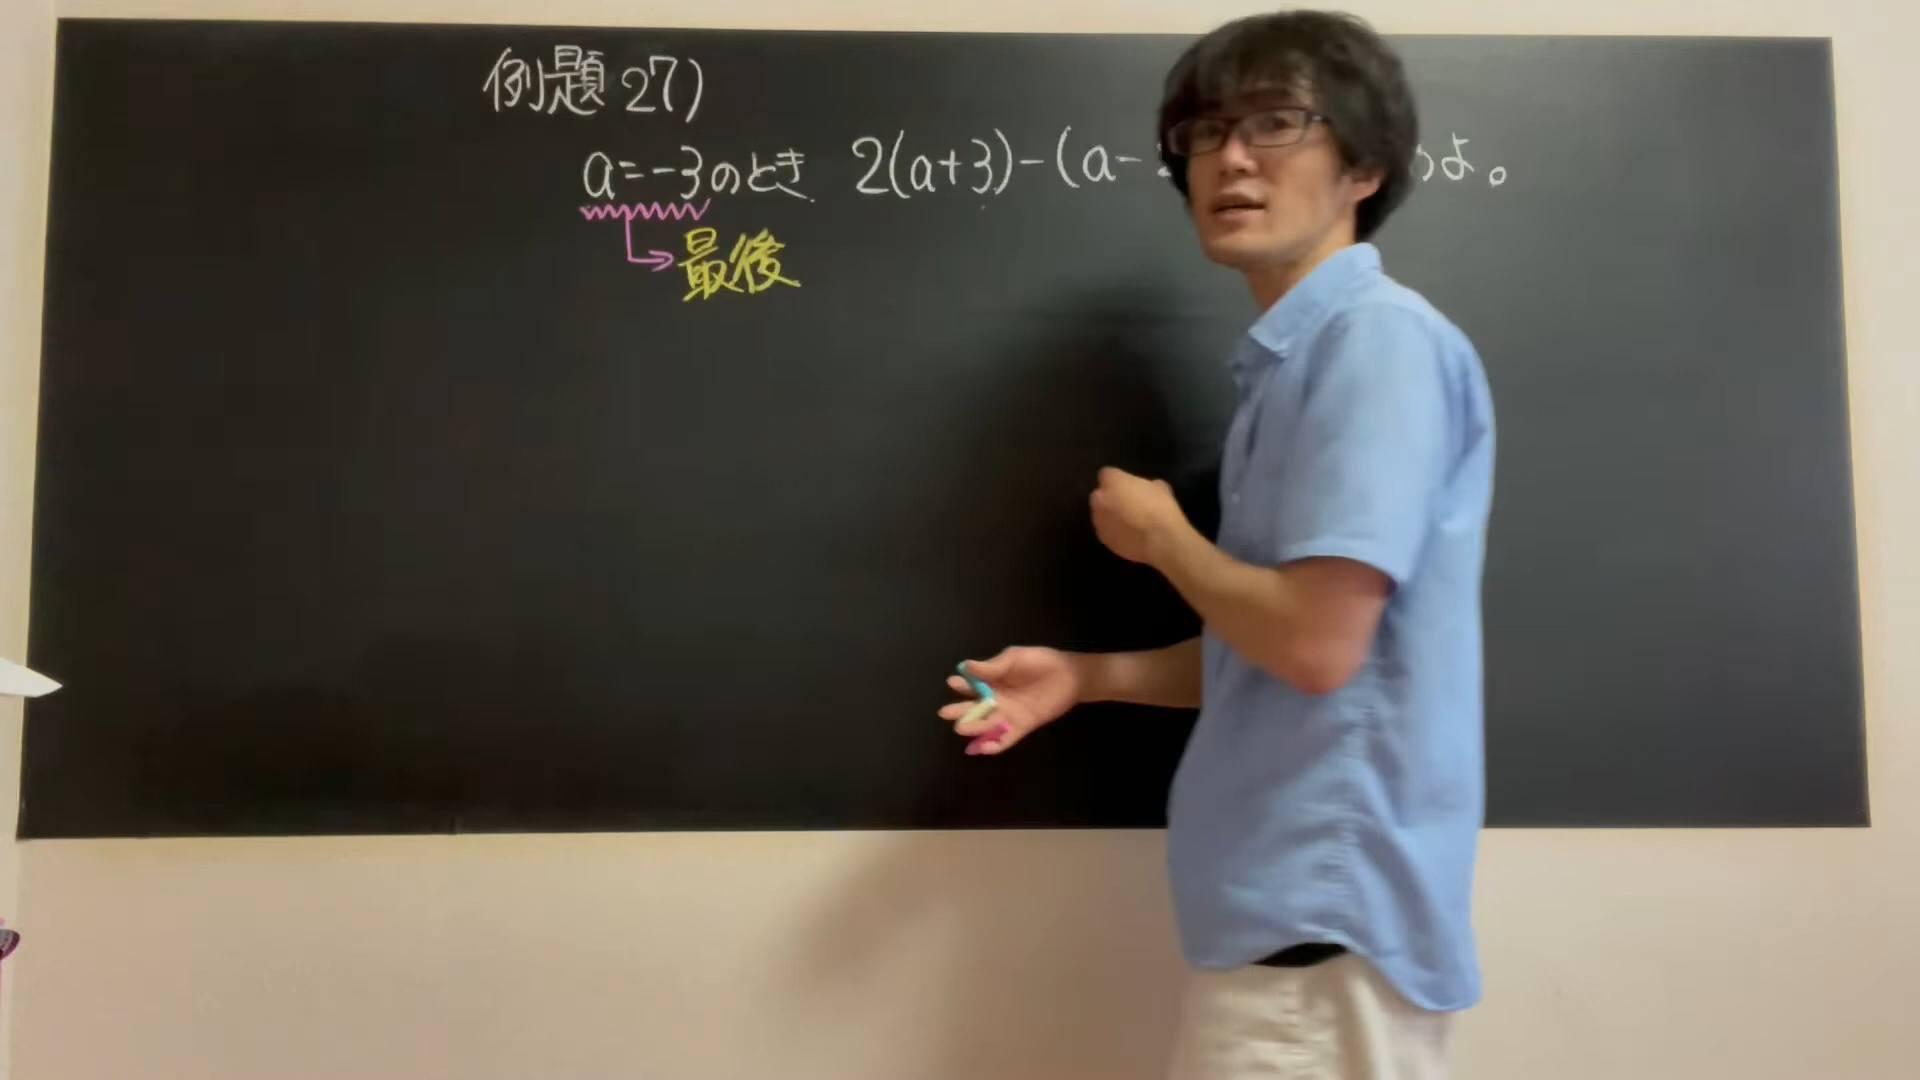 例題27)
a=-3のとき 2(a+3)-(a- よ。
最後